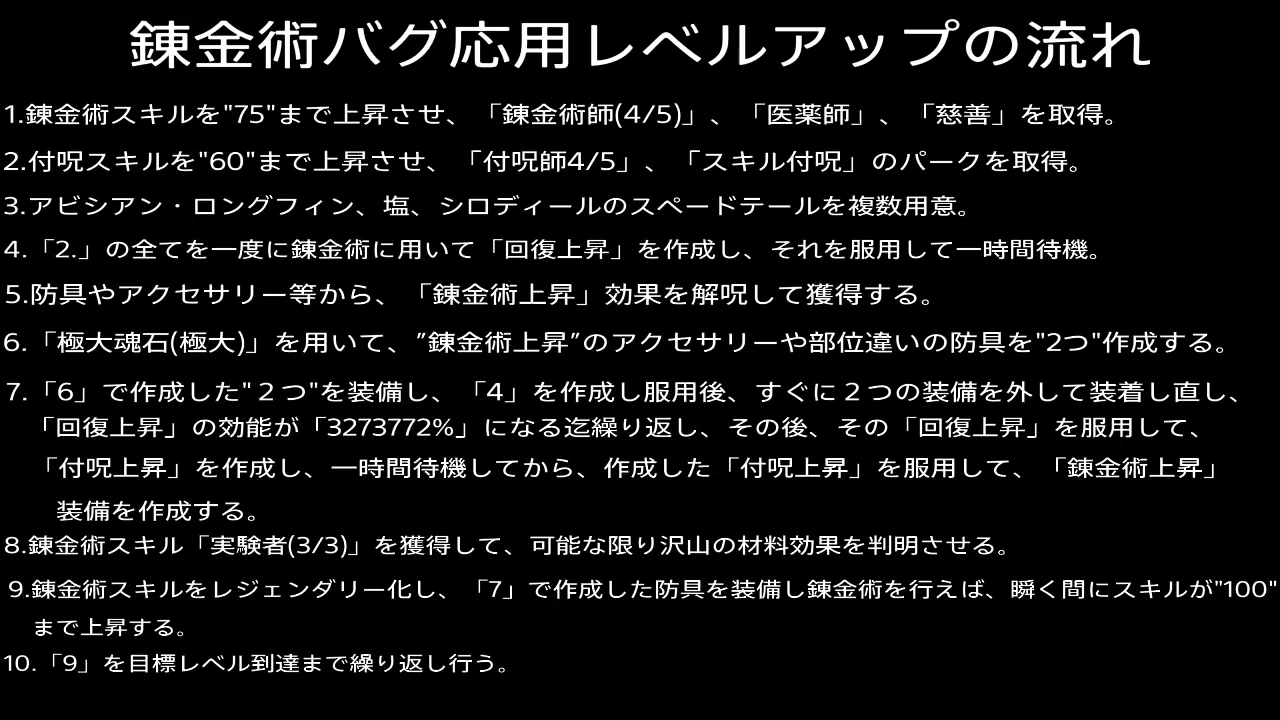 錬金術バグ応用レベルアップの流れ
1.錬金術スキルを"75"まで上昇させ、「錬金術師(4/5)」、「医薬師」、「慈善」を取得。
2.付呪スキルを"60"まで上昇させ、「付呪師4/5」、「スキル付呪」のパークを取得。
3.アビシアン・ロングフィン、塩、シロディールのスペードテールを複数用意。
4.「2.」の全てを一度に錬金術に用いて「回復上昇」を作成し、それを服用して一時間待機。
5.防具やアクセサリー等から、「錬金術上昇」効果を解呪して獲得する。
6.「極大魂石(極大)」を用いて、”錬金術上昇”のアクセサリーや部位違いの防具を"2つ"作成する。
7.「6」で作成した"２つ"を装備し、「4」を作成し服用後、すぐに２つの装備を外して装着し直し、
「回復上昇」の効能が「3273772%」になる迄繰り返し、その後、その「回復上昇」を服用して、
「付呪上昇」を作成し、一時間待機してから、作成した「付呪上昇」を服用して、「錬金術上昇」
装備を作成する。
8.錬金術スキル「実験者(3/3)」を獲得して、可能な限り沢山の材料効果を判明させる。
9.錬金術スキルをレジェンダリー化し、「7」で作成した防具を装備し錬金術を行えば、瞬く間にスキルが"100"
まで上昇する。
10.「9」を目標レベル到達まで繰り返し行う。